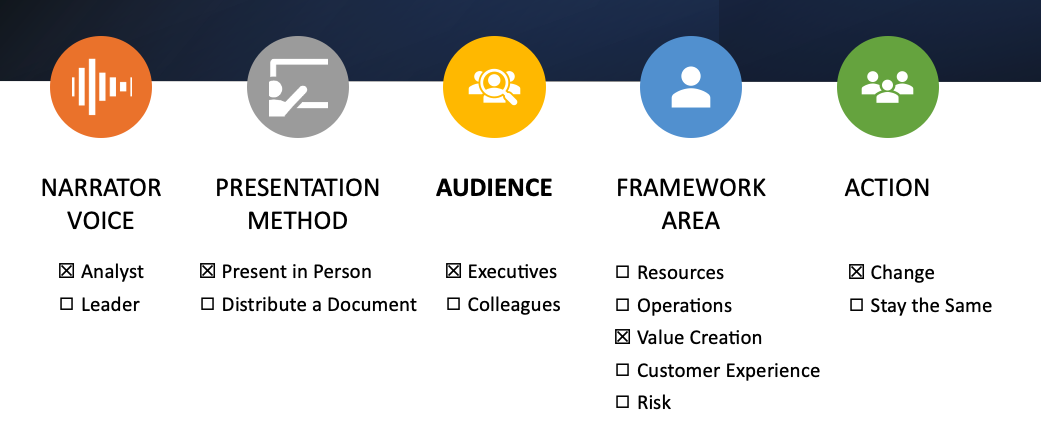 NARRATOR
VOICE
☒ Analyst
☐ Leader
PRESENTATION
METHOD
☒ Present in Person
☐ Distribute a Document
AUDIENCE
☒ Executives
☐ Colleagues
FRAMEWORK
AREA
☐ Resources
☐ Operations
☒ Value Creation
☐ Customer Experience
☐ Risk
ACTION
☒ Change
☐ Stay the Same